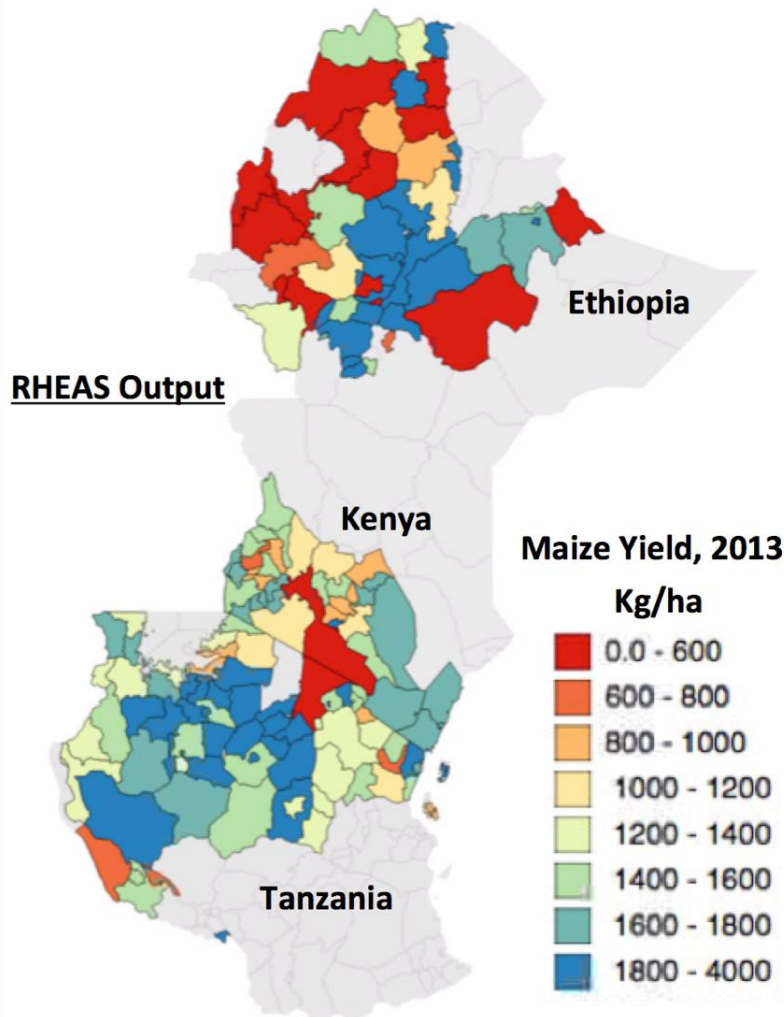 Ethiopia
RHEAS Output
Kenya
Maize Yield, 2013
Kg/ha
0.0 - 600
600 - 800
800 - 1000
1000 - 1200
1200 - 1400
1400 - 1600
1600 - 1800
1800 - 4000
Tanzania